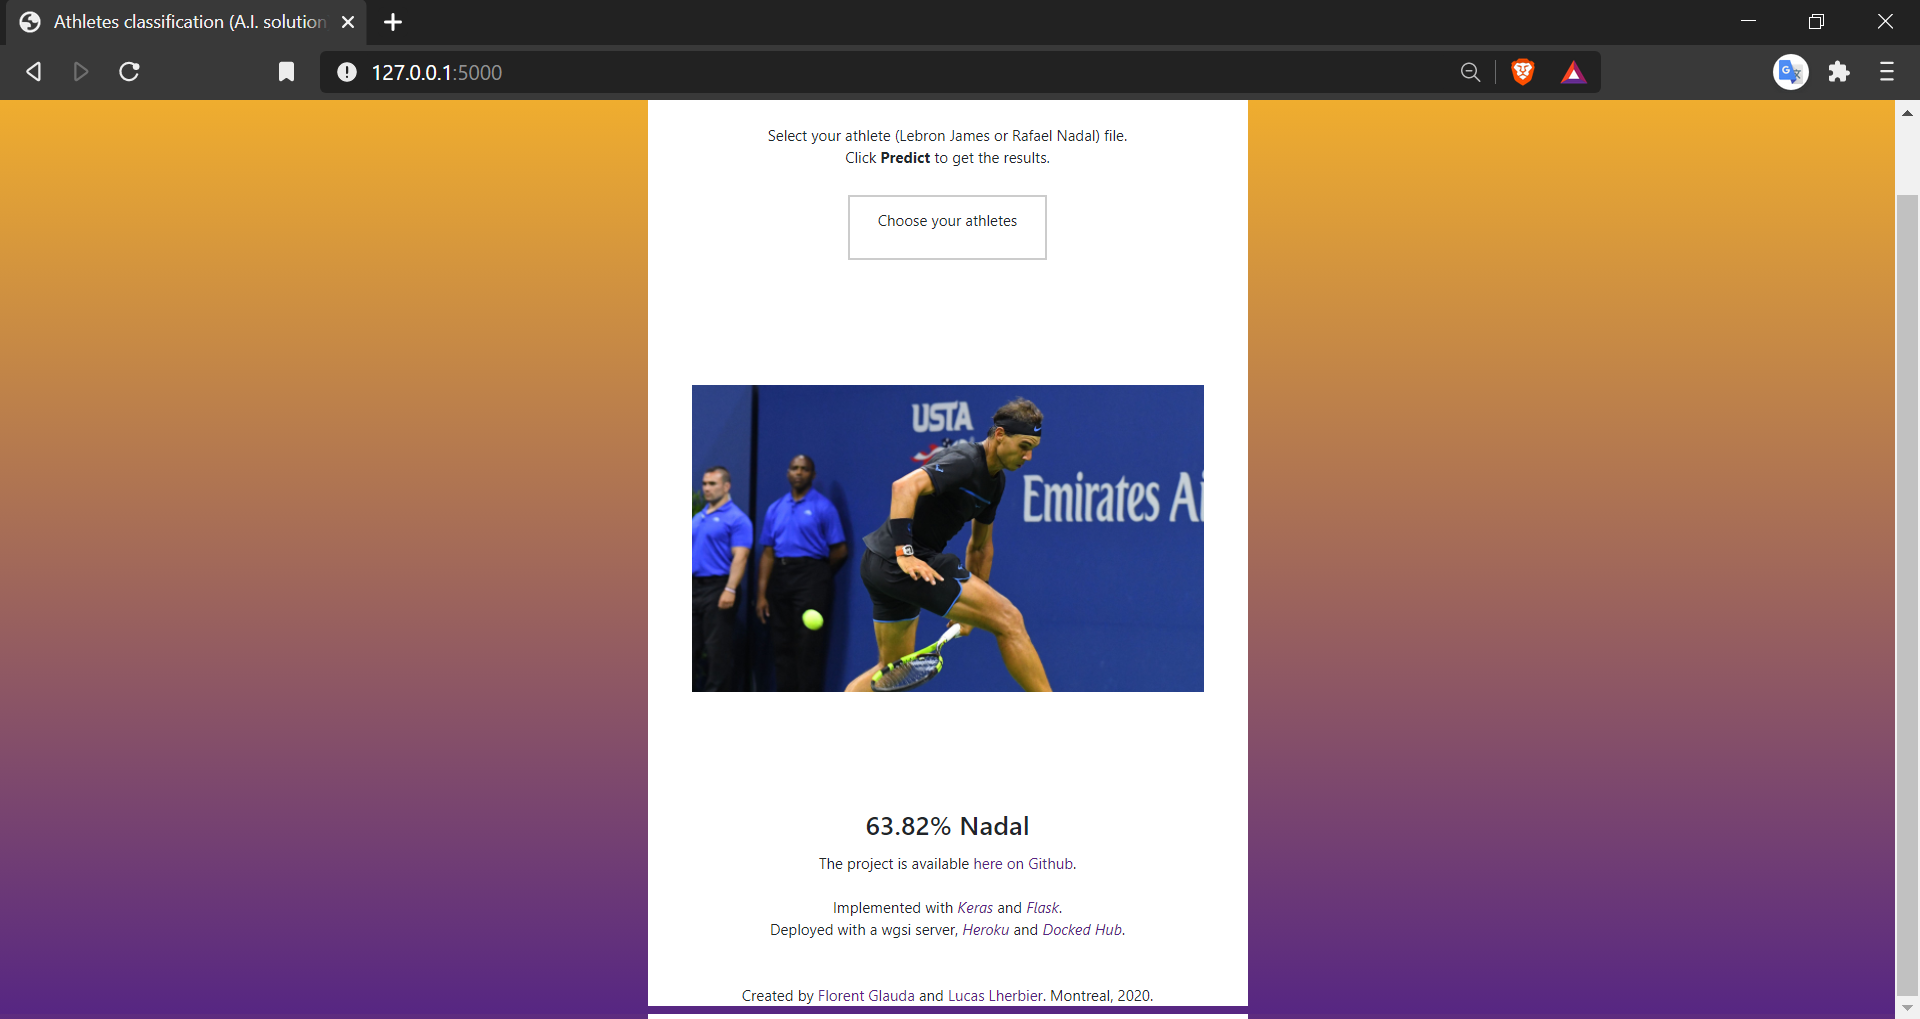 Athletes classification (A.I. solution
127.0.0.1:5000
Select your athlete (Lebron James or Rafael Nadal) file.
Click Predict to get the results.
Choose your athletes
USTA
Emirates Ai
63.82% Nadal
The project is available here on Github.
Implemented with Keras and Flask.
Deployed with a wgsi server, Heroku and Docked Hub.
Created by Florent Glauda and Lucas Lherbier. Montreal, 2020.